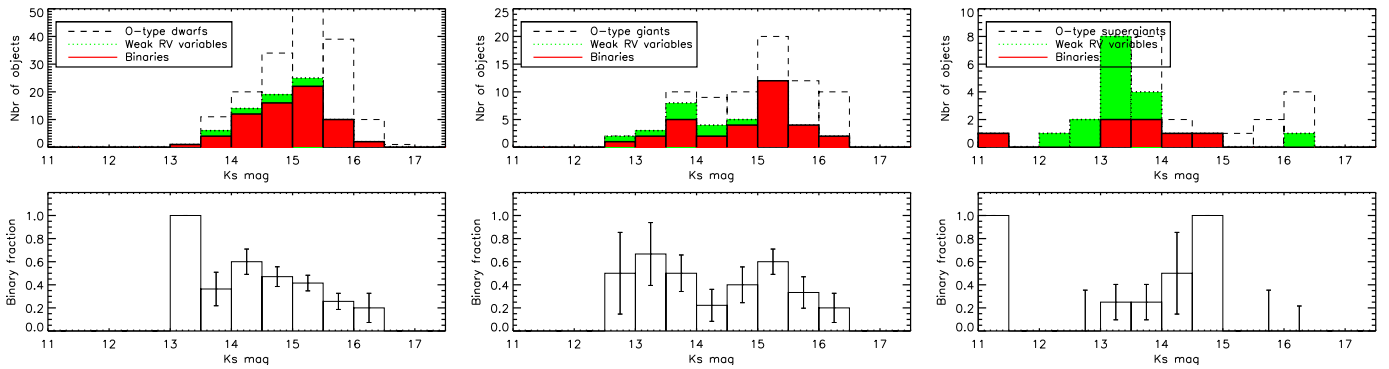 Nbr of objects
50
40
30
20
10
0
O-type dwarfs
Weak RV variables
Binaries
11 12 13 14 15 16 17
Ks mag
Nbr of objects
25
20
15
10
5
0
O-type giants
Weak RV variables
Binaries
11 12 13 14 15 16 17
Ks mag
Nbr of objects
10
8
6
4
2
0
O-type supergiants
Weak RV variables
Binaries
11 12 13 14 15 16 17
Ks mag
Binary fraction
1.0
0.8
0.6
0.4
0.2
0.0
11 12 13 14 15 16 17
Ks mag
Binary fraction
1.0
0.8
0.6
0.4
0.2
0.0
11 12 13 14 15 16 17
Ks mag
Binary fraction
1.0
0.8
0.6
0.4
0.2
0.0
11 12 13 14 15 16 17
Ks mag